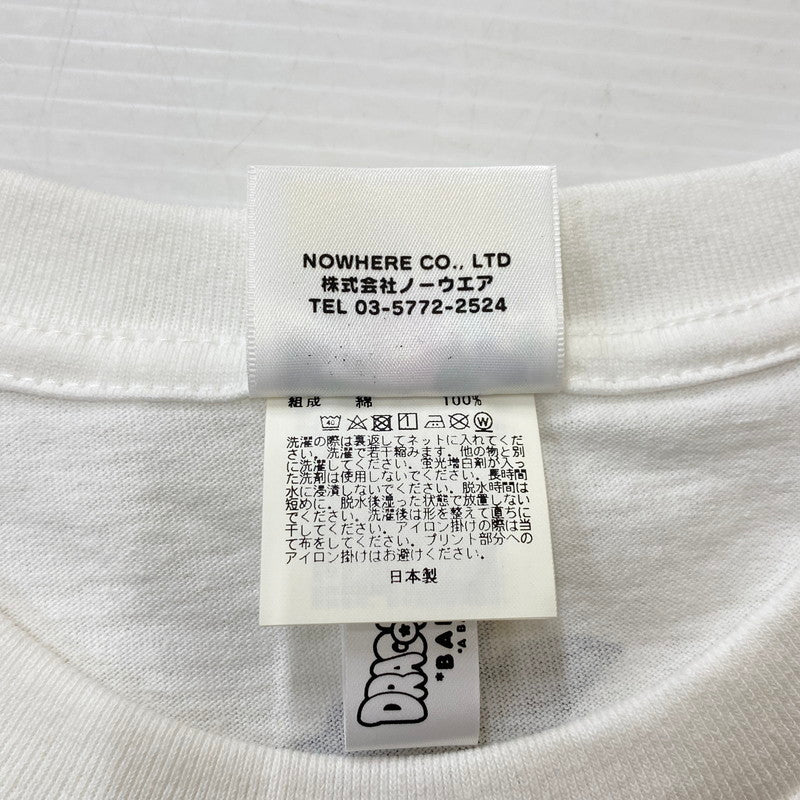 NOWHERE CO., LTD
株式会社ノーウエア
TEL 03-5772-2524
組成 綿 100%
40 1 W
洗濯の際は裏返してネットに入れてくだ
さい。洗濯で若干縮みます。他の物と別
に洗濯してください。蛍光増白剤が入っ
た洗剤は使用しないでください。長時間
水に浸漬しないでください。脱水時間は
短めに。脱水後湿った状態で放置しない
でください。洗濯後は形を整えて直ちに
干してください。アイロン掛けの際は当
て布をしてください。プリント部分への
アイロン掛けはお避けください。
日本製